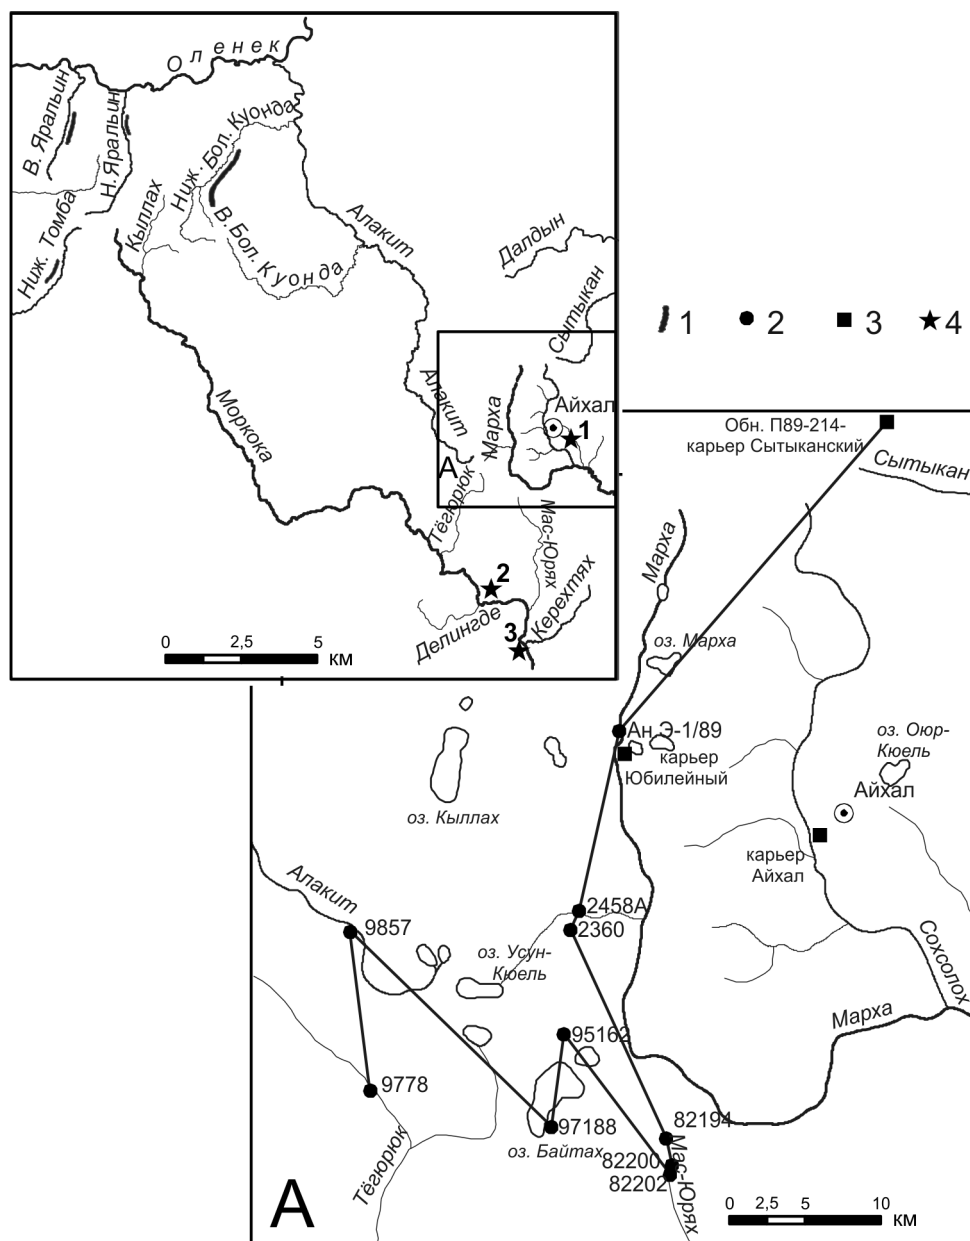 Оленек
В. Яральин
Н. Яральин
Ниж. Бол. Куонда
Кыллах
Ниж. Томба
В. Бол. Куонда
Алакит
Далдын
Сытыкан
Моркока
Алакит
Марха
Айхал
1
А
Тёгюрюк
Мас-Юрях
2
Делингде
Керехтях
3
0 2,5 5
км
1 2 3 4
Обн. П89-214-
карьер Сытыканский
Сытыкан
Марха
оз. Марха
Ан.Э-1/89
карьер
Юбилейный
оз. Оюр-
Кюель
Айхал
оз. Кыллах
карьер
Айхал
Алакит
9857
2458А
2360
оз. Усун-
Кюель
Сохсолох
Марха
95162
9778
97188
оз. Байтах
82194
82200
82202
Мас-Юрях
Тёгюрюк
А
0 2,5 5 10
км